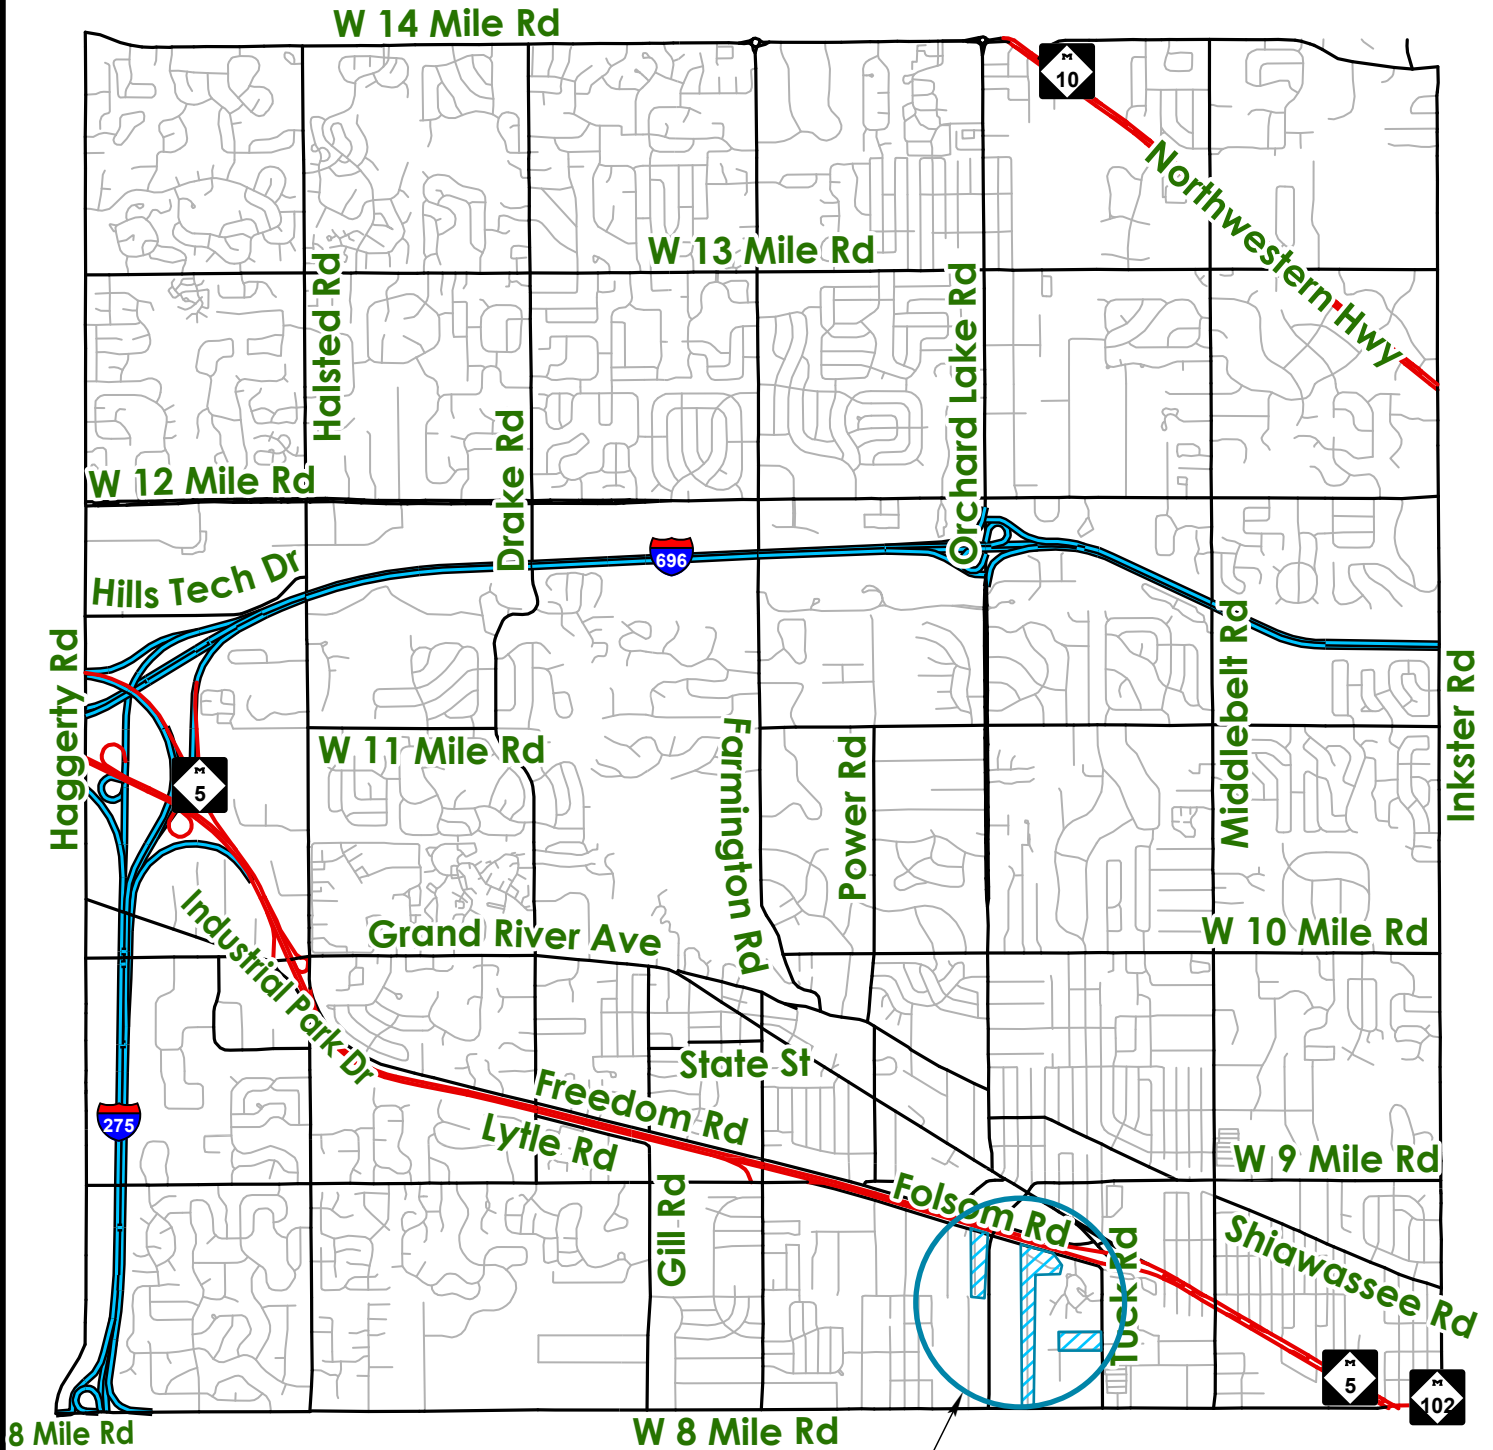 W 14 Mile Rd
M
10
Northwestern Hwy
W 13 Mile Rd
Halsted Rd
Orchard Lake Rd
Drake Rd
W 12 Mile Rd
696
Hills Tech Dr
Haggerty Rd
Middlebelt Rd
Inkster Rd
W 11 Mile Rd
Farmington Rd
Power Rd
M
5
Industrial Park Dr
Grand River Ave
W 10 Mile Rd
State St
Freedom Rd
Lytle Rd
275
W 9 Mile Rd
Gill Rd
Folsom Rd
Tuck Rd
Shiawassee Rd
M
5
M
102
8 Mile Rd
W 8 Mile Rd